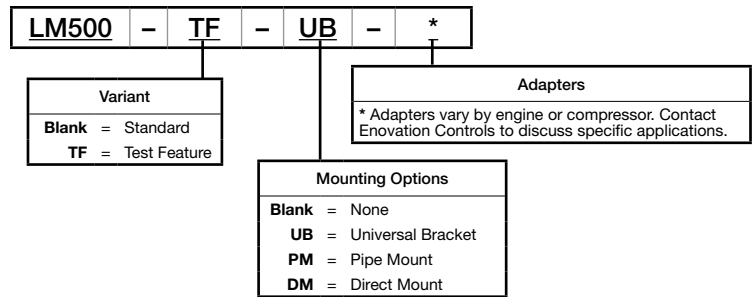 LM500 – TF – UB – *
Variant
Blank = Standard
TF = Test Feature
Adapters
* Adapters vary by engine or compressor. Contact
Enovation Controls to discuss specific applications.
Mounting Options
Blank = None
UB = Universal Bracket
PM = Pipe Mount
DM = Direct Mount